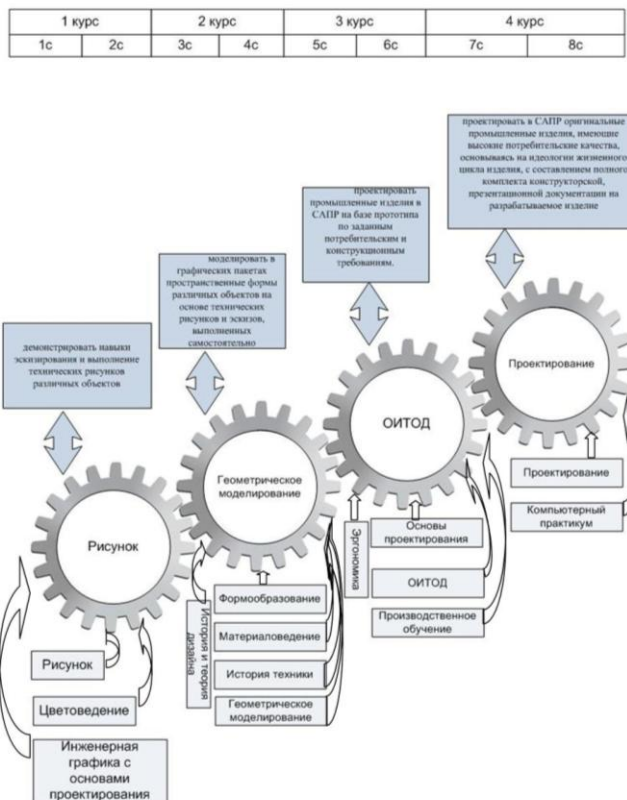 1 курс 2 курс 3 курс 4 курс
1с 2с 3с 4с 5с 6с 7с 8с
проектировать в САПР оригинальные
промышленные изделия, имеющие
высокие потребительские качества,
основываясь на идеологии жизненного
цикла изделия, с составлением полного
комплекта конструкторской,
презентационной документации на
разрабатываемое изделие
проектировать
промышленные изделия в
САПР на базе прототипа
по заданным
потребительским и
конструкционным
требованиям.
моделировать в
графических пакетах
пространственные формы
различных объектов на
основе технических
рисунков и эскизов,
выполненных
самостоятельно
демонстрировать навыки
эскизирования и выполнение
технических рисунков
различных объектов
Проектирование
ОИТОД
Геометрическое
моделирование
Рисунок
Проектирование
Компьютерный
практикум
Эргономика
Основы
проектирования
ОИТОД
Производственное
обучение
История и теория
дизайна
Формообразование
Материаловедение
История техники
Геометрическое
моделирование
Рисунок
Цветоведение
Инженерная
графика с
основами
проектирования